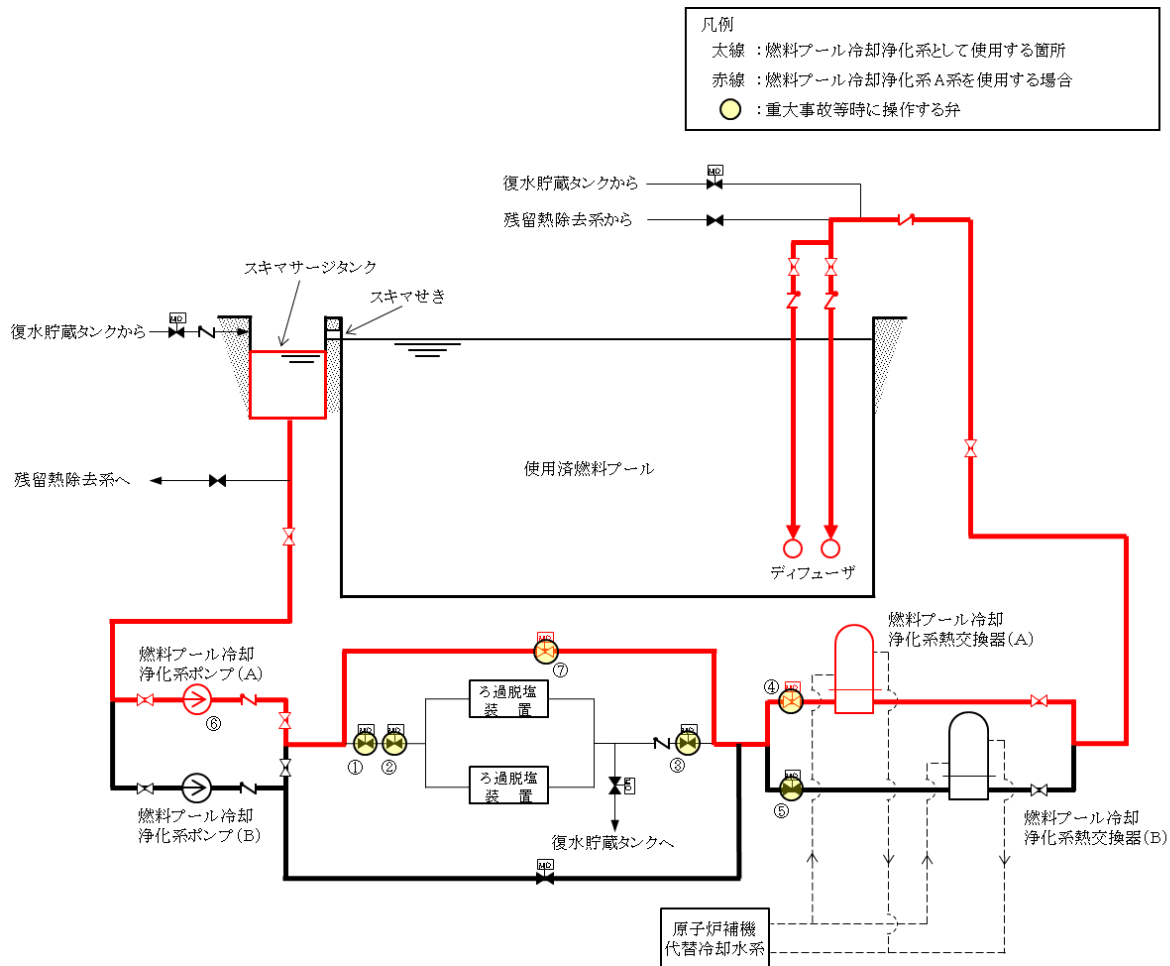 凡例
太線 :燃料プール冷却浄化系として使用する箇所
赤線 :燃料プール冷却浄化系A系を使用する場合
:重大事故等時に操作する弁
MO
復水貯蔵タンクから
残留熱除去系から
スキマサージタンク
スキマせき
MO
復水貯蔵タンクから
残留熱除去系へ
使用済燃料プール
ディフューザ
燃料プール冷却
浄化系熱交換器(A)
燃料プール冷却
浄化系ポンプ(A)
MO
⑦
④
MO
ろ過脱塩
装置
⑥
MO
MO
MO
①
②
③
MO
ろ過脱塩
装置
MO
⑤
燃料プール冷却
浄化系ポンプ(B)
復水貯蔵タンクへ
燃料プール冷却
浄化系熱交換器(B)
MO
原子炉補機
代替冷却水系